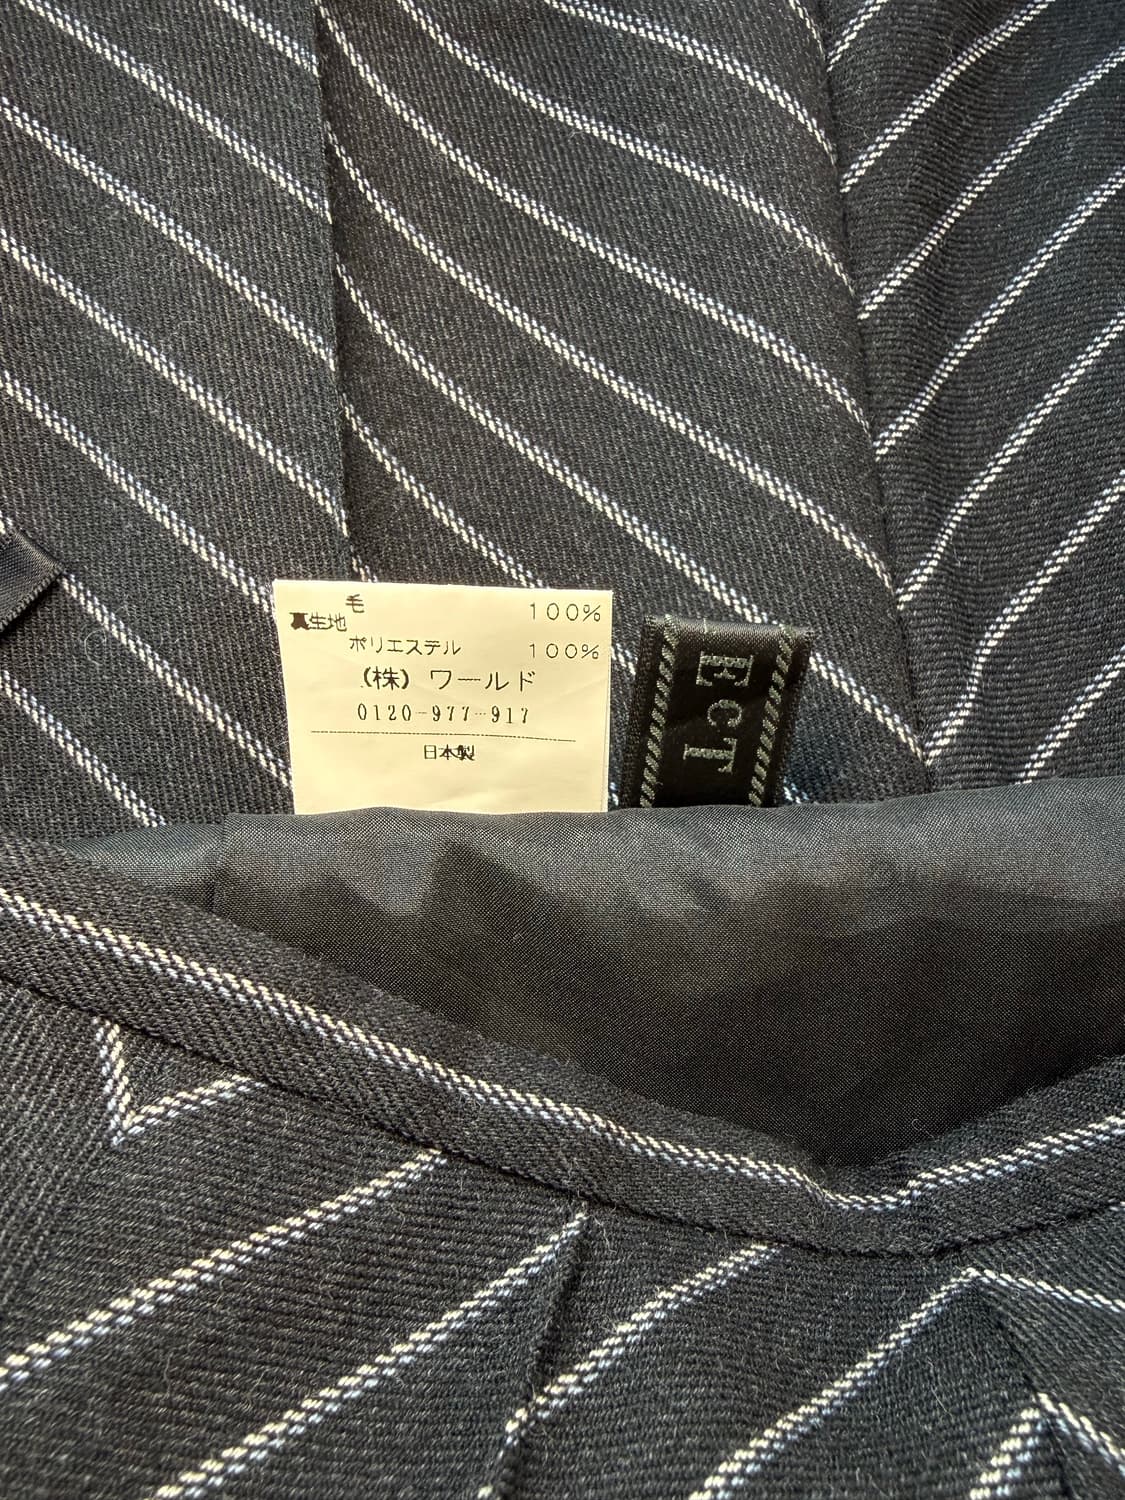 毛 100%
裏生地
ポリエステル 100%
(株) ワールド
0120-977-917
日本製
EcT